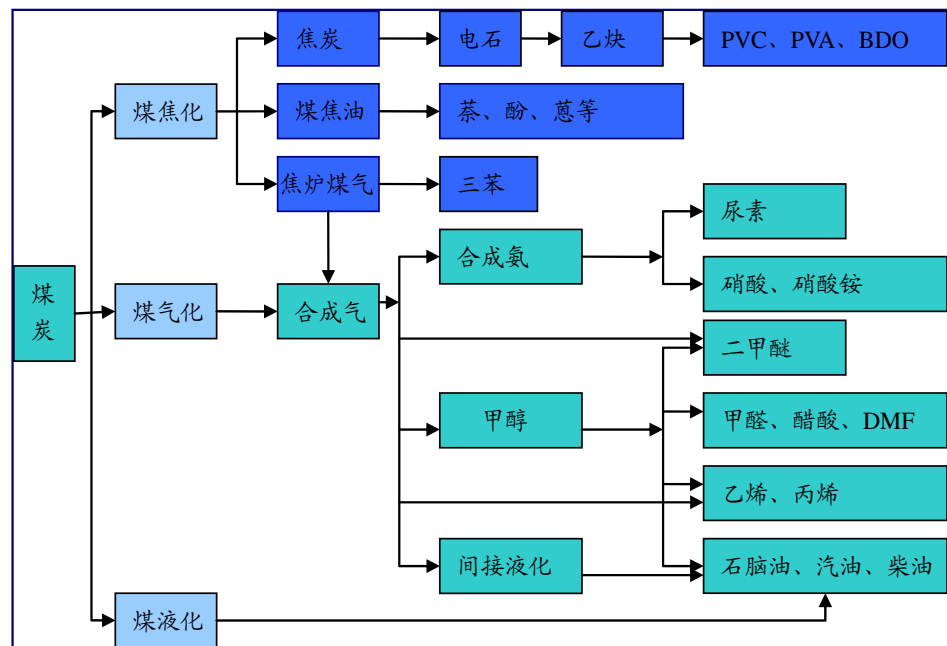 焦炭
电石
乙炔
PVC、PVA、BDO
煤焦化
煤焦油
萘、酚、蒽等
焦炉煤气
三苯
尿素
合成氨
硝酸、硝酸铵
煤
炭
煤气化
合成气
二甲醚
甲醇
甲醛、醋酸、DMF
乙烯、丙烯
间接液化
石脑油、汽油、柴油
煤液化